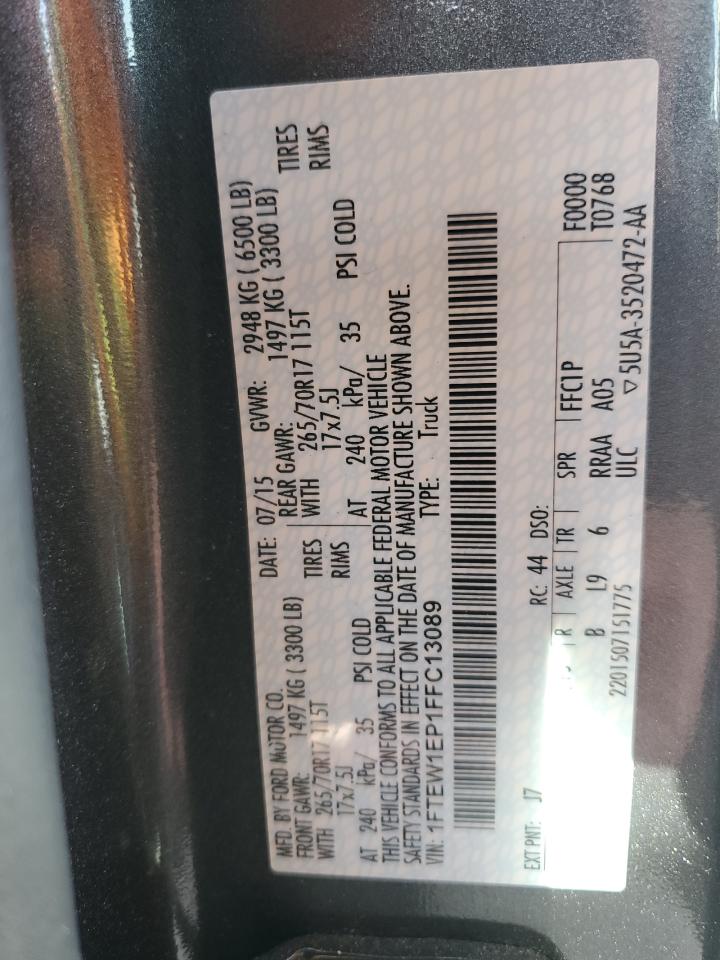 MFD. BY FORD MOTOR CO.
DATE: 07/15 GVWR: 2948 KG ( 6500 LB)
FRONT GAWR: 1497 KG ( 3300 LB) REAR GAWR: 1497 KG ( 3300 LB)
WITH 265/70R17 115T TIRES WITH 265/70R17 115T TIRES
17x7.5J RIMS 17x7.5J RIMS
AT 240 kPa/ 35 PSI COLD AT 240 kPa/ 35 PSI COLD
THIS VEHICLE CONFORMS TO ALL APPLICABLE FEDERAL MOTOR VEHICLE
SAFETY STANDARDS IN EFFECT ON THE DATE OF MANUFACTURE SHOWN ABOVE.
VIN: 1FTEW1EP1FFC13089 TYPE: Truck
EXT PNT: J7 RC: 44 DSO:
R AXLE TR SPR FFC1P F0000
B L9 6 RRAA A05 T0768
2201507151775 ULC ▽5U5A-3520472-AA